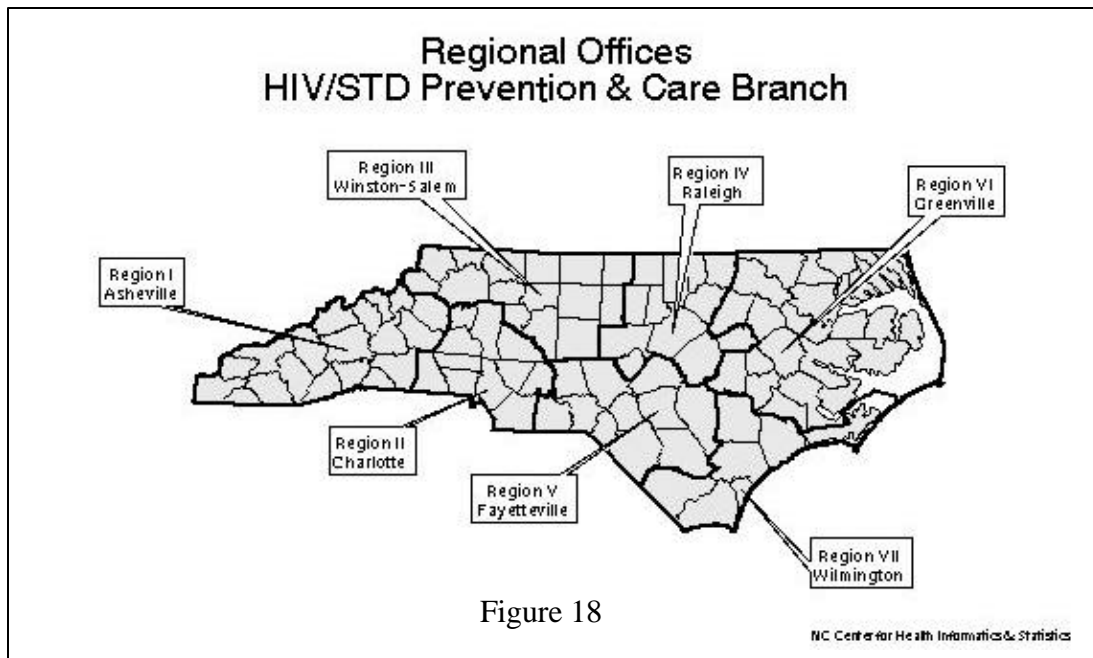 Regional Offices
HIV/STD Prevention & Care Branch
Region III
Winston-Salem
Region IV
Raleigh
Region VI
Greenville
Region I
Asheville
Region II
Charlotte
Region V
Fayetteville
Region VII
Wilmington
Figure 18
NC Center for Health Informatics & Statistics